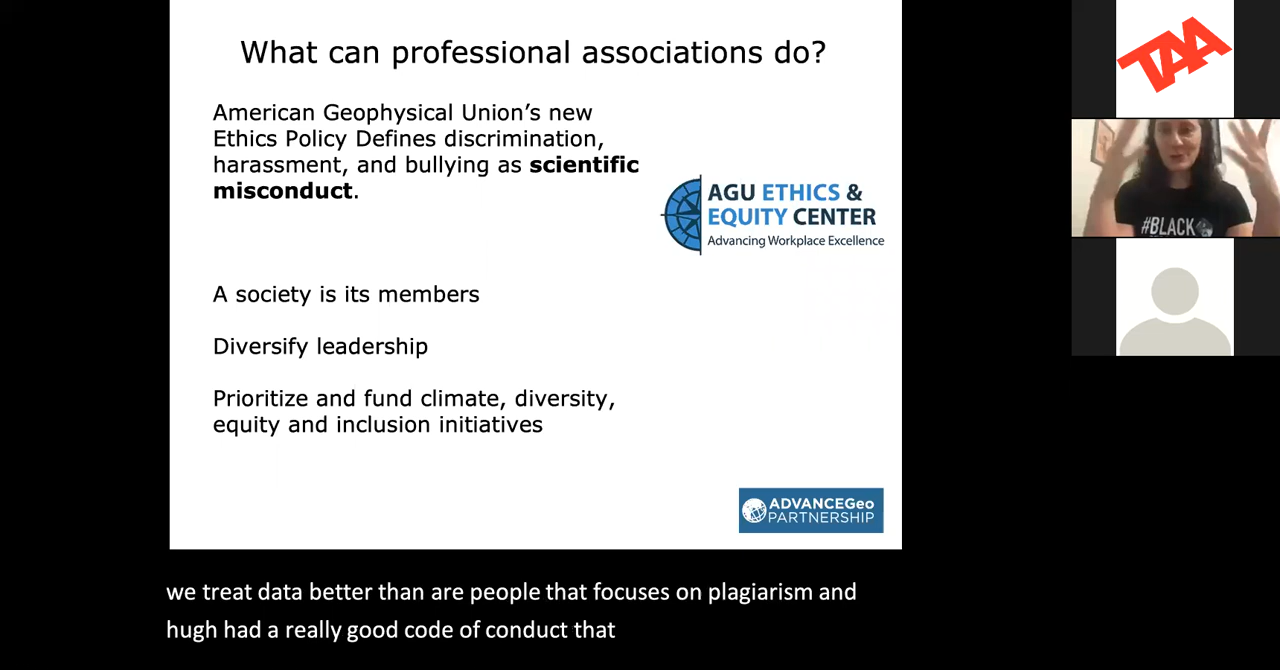 What can professional associations do?
American Geophysical Union’s new
Ethics Policy Defines discrimination,
harassment, and bullying as scientific
misconduct.
AGU ETHICS &
EQUITY CENTER
Advancing Workplace Excellence
A society is its members
Diversify leadership
Prioritize and fund climate, diversity,
equity and inclusion initiatives
ADVANCEGeo
PARTNERSHIP
TAA
#BLACK
we treat data better than are people that focuses on plagiarism and
hugh had a really good code of conduct that